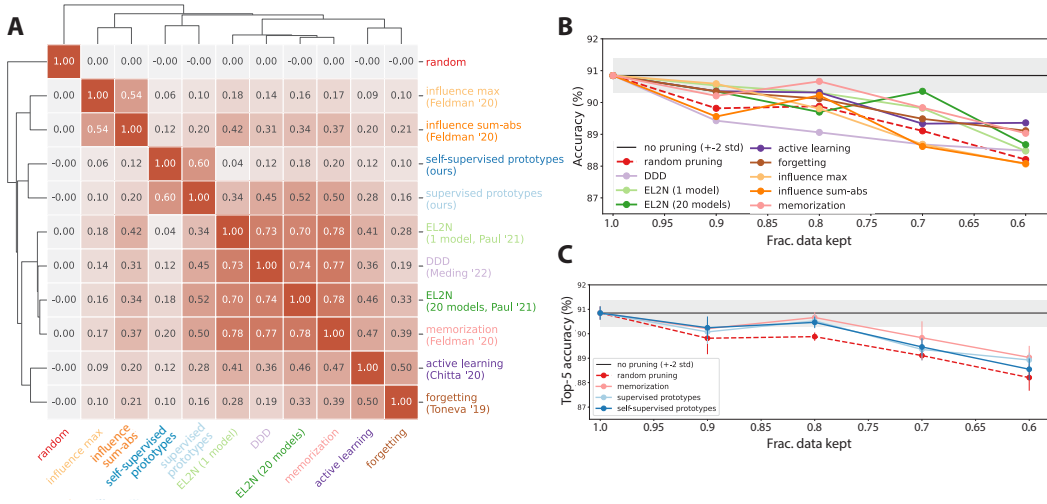 A
1.00 0.00 0.00 -0.00 -0.00 0.00 -0.00 -0.00 0.00 -0.00 -0.00
random
0.00 1.00 0.54 0.06 0.10 0.18 0.14 0.16 0.17 0.09 0.10
influence max
(Feldman '20)
0.00 0.54 1.00 0.12 0.20 0.42 0.31 0.34 0.37 0.20 0.21
influence sum-abs
(Feldman '20)
-0.00 0.06 0.12 1.00 0.60 0.04 0.12 0.18 0.20 0.12 0.10
self-supervised prototypes
(ours)
-0.00 0.10 0.20 0.60 1.00 0.34 0.45 0.52 0.50 0.28 0.16
supervised prototypes
(ours)
0.00 0.18 0.42 0.04 0.34 1.00 0.73 0.70 0.78 0.41 0.28
EL2N
(1 model, Paul '21)
-0.00 0.14 0.31 0.12 0.45 0.73 1.00 0.74 0.77 0.36 0.19
DDD
(Meding '22)
-0.00 0.16 0.34 0.18 0.52 0.70 0.74 1.00 0.78 0.46 0.33
EL2N
(20 models, Paul '21)
0.00 0.17 0.37 0.20 0.50 0.78 0.77 0.78 1.00 0.47 0.39
memorization
(Feldman '20)
-0.00 0.09 0.20 0.12 0.28 0.41 0.36 0.46 0.47 1.00 0.50
active learning
(Chitta '20)
-0.00 0.10 0.21 0.10 0.16 0.28 0.19 0.33 0.39 0.50 1.00
forgetting
(Toneva '19)
random
influence max
influence
sum-abs
self-supervised
prototypes
supervised
prototypes
EL2N (1 model)
DDD
EL2N (20 models)
memorization
active learning
forgetting
B
92
91
90
89
88
87
Accuracy (%)
no pruning (+-2 std)
random pruning
DDD
EL2N (1 model)
EL2N (20 models)
active learning
forgetting
influence max
influence sum-abs
memorization
1.0 0.95 0.9 0.85 0.8 0.75 0.7 0.65 0.6
Frac. data kept
C
92
91
90
89
88
87
Top-5 accuracy (%)
no pruning (+-2 std)
random pruning
memorization
supervised prototypes
self-supervised prototypes
1.0 0.95 0.9 0.85 0.8 0.75 0.7 0.65 0.6
Frac. data kept